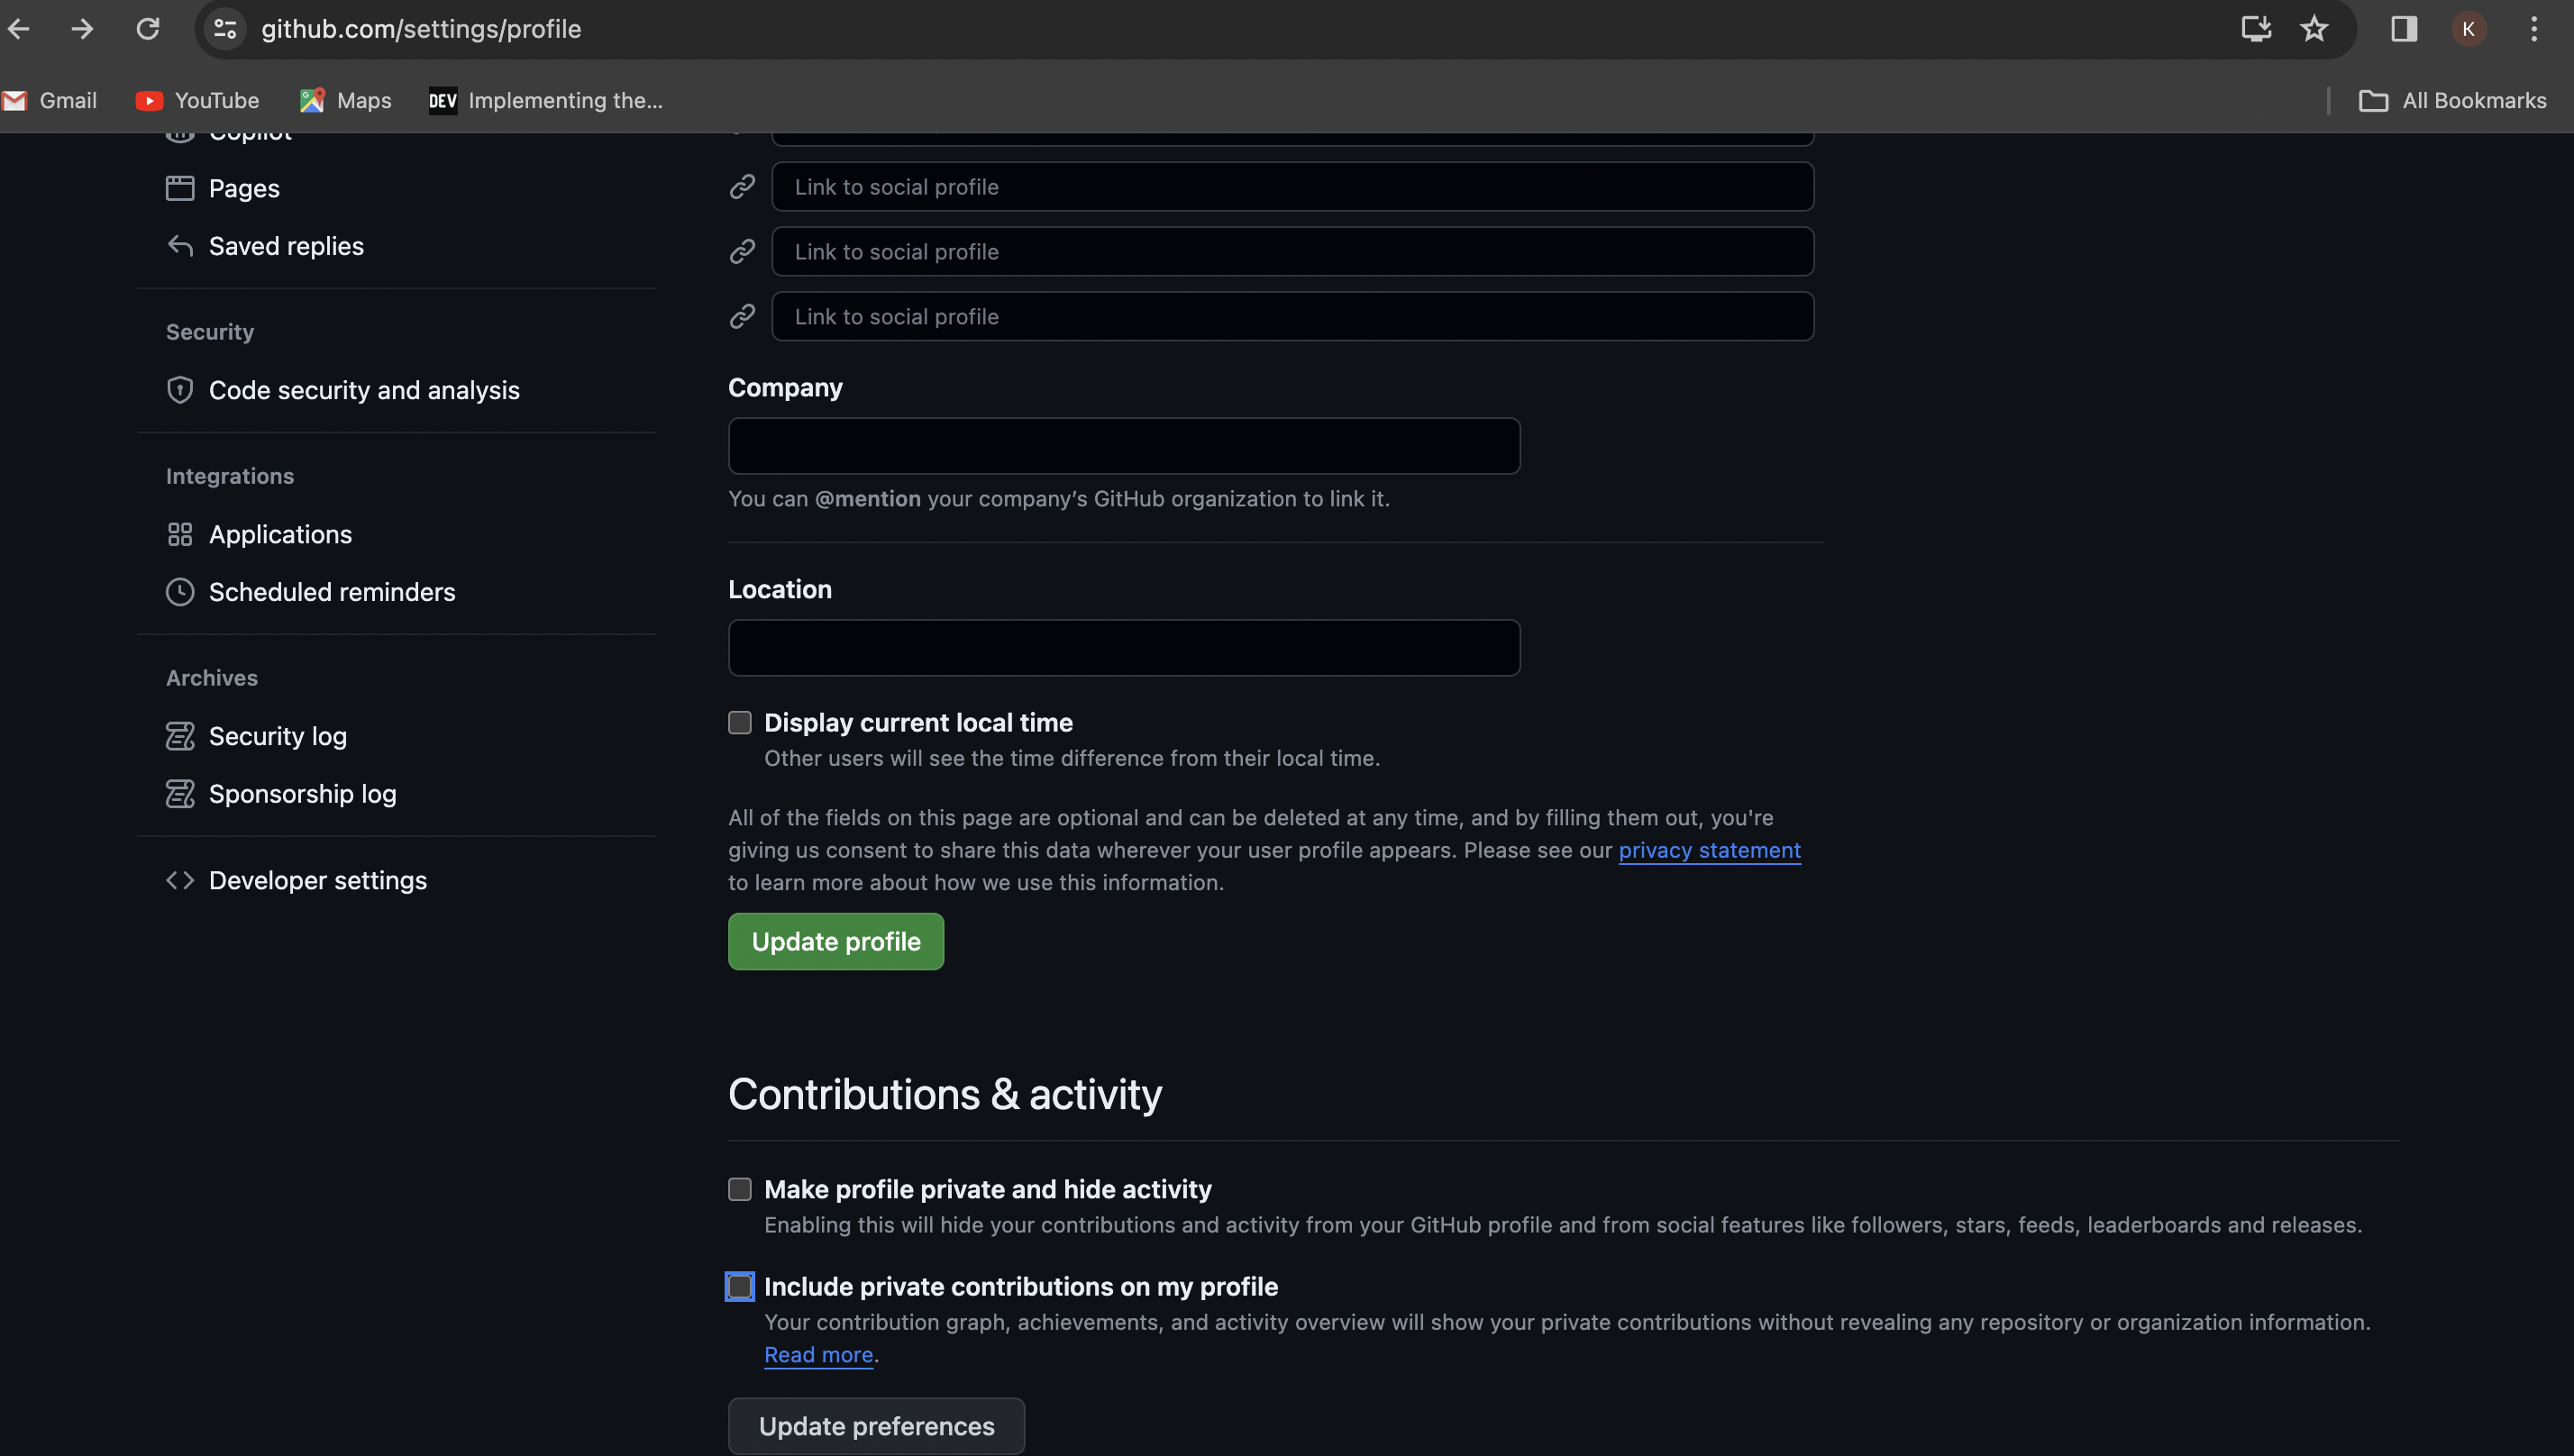 github.com/settings/profile
K
Gmail
YouTube
Maps
DEV
Implementing the...
All Bookmarks
Copilot
Pages
Saved replies
Security
Code security and analysis
Integrations
Applications
Scheduled reminders
Archives
Security log
Sponsorship log
Developer settings
Link to social profile
Link to social profile
Link to social profile
Company
You can @mention your company’s GitHub organization to link it.
Location
Display current local time
Other users will see the time difference from their local time.
All of the fields on this page are optional and can be deleted at any time, and by filling them out, you're
giving us consent to share this data wherever your user profile appears. Please see our privacy statement
to learn more about how we use this information.
Update profile
Contributions & activity
Make profile private and hide activity
Enabling this will hide your contributions and activity from your GitHub profile and from social features like followers, stars, feeds, leaderboards and releases.
Include private contributions on my profile
Your contribution graph, achievements, and activity overview will show your private contributions without revealing any repository or organization information.
Read more.
Update preferences